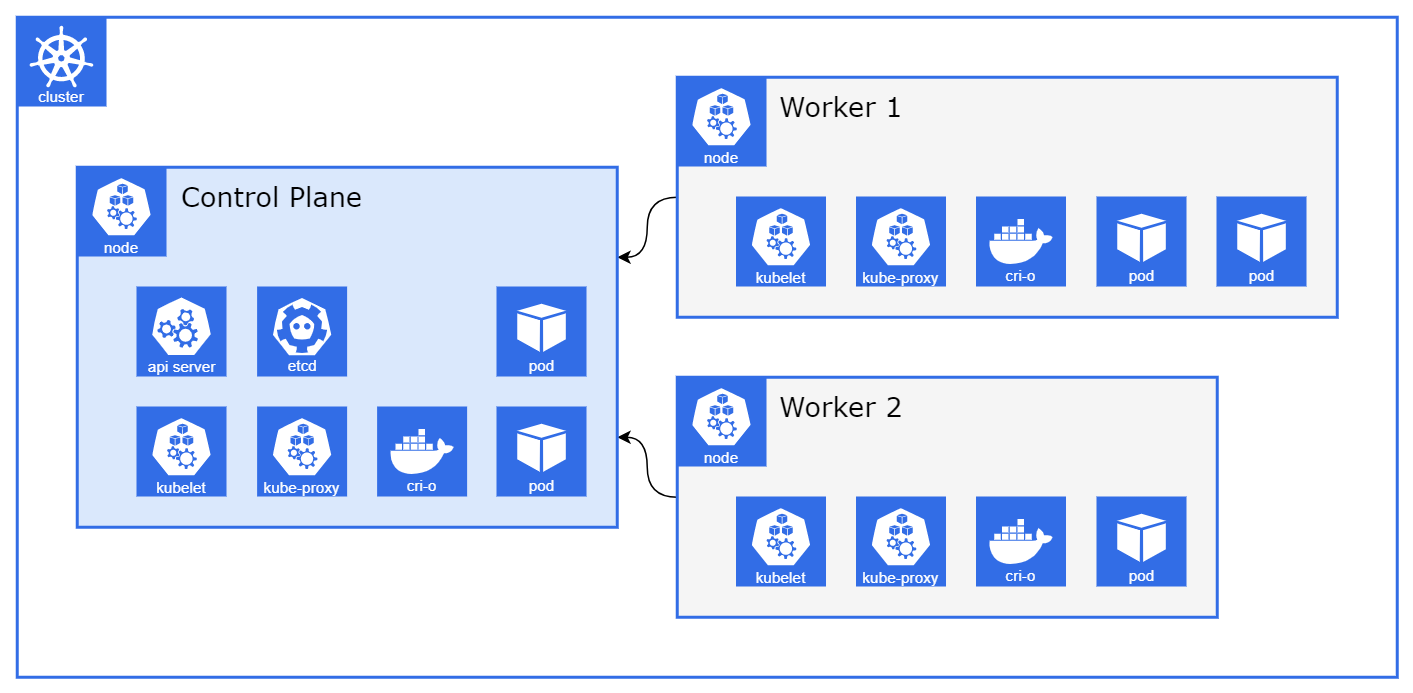 cluster
node
Control Plane
api server
etcd
pod
kubelet
kube-proxy
cri-o
pod
node
Worker 1
kubelet
kube-proxy
cri-o
pod
pod
node
Worker 2
kubelet
kube-proxy
cri-o
pod